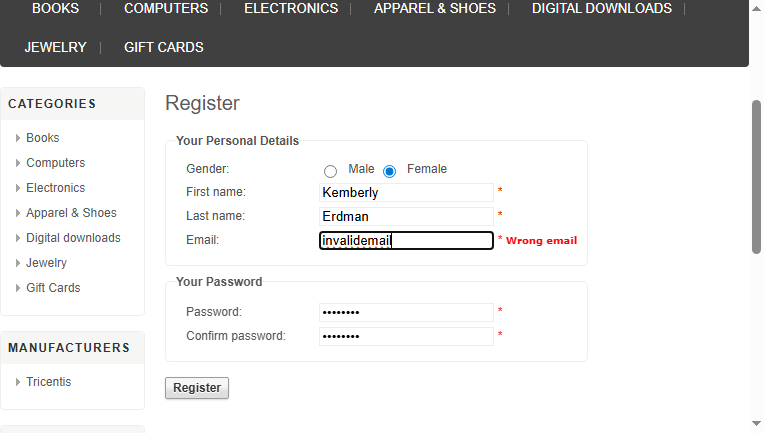 BOOKS | COMPUTERS | ELECTRONICS | APPAREL & SHOES | DIGITAL DOWNLOADS |
JEWELRY | GIFT CARDS
CATEGORIES
Books
Computers
Electronics
Apparel & Shoes
Digital downloads
Jewelry
Gift Cards
MANUFACTURERS
Tricentis
Register
Your Personal Details
Gender: Male Female
First name: Kemberly *
Last name: Erdman *
Email: invalidemail * Wrong email
Your Password
Password: •••••••• *
Confirm password: •••••••• *
Register